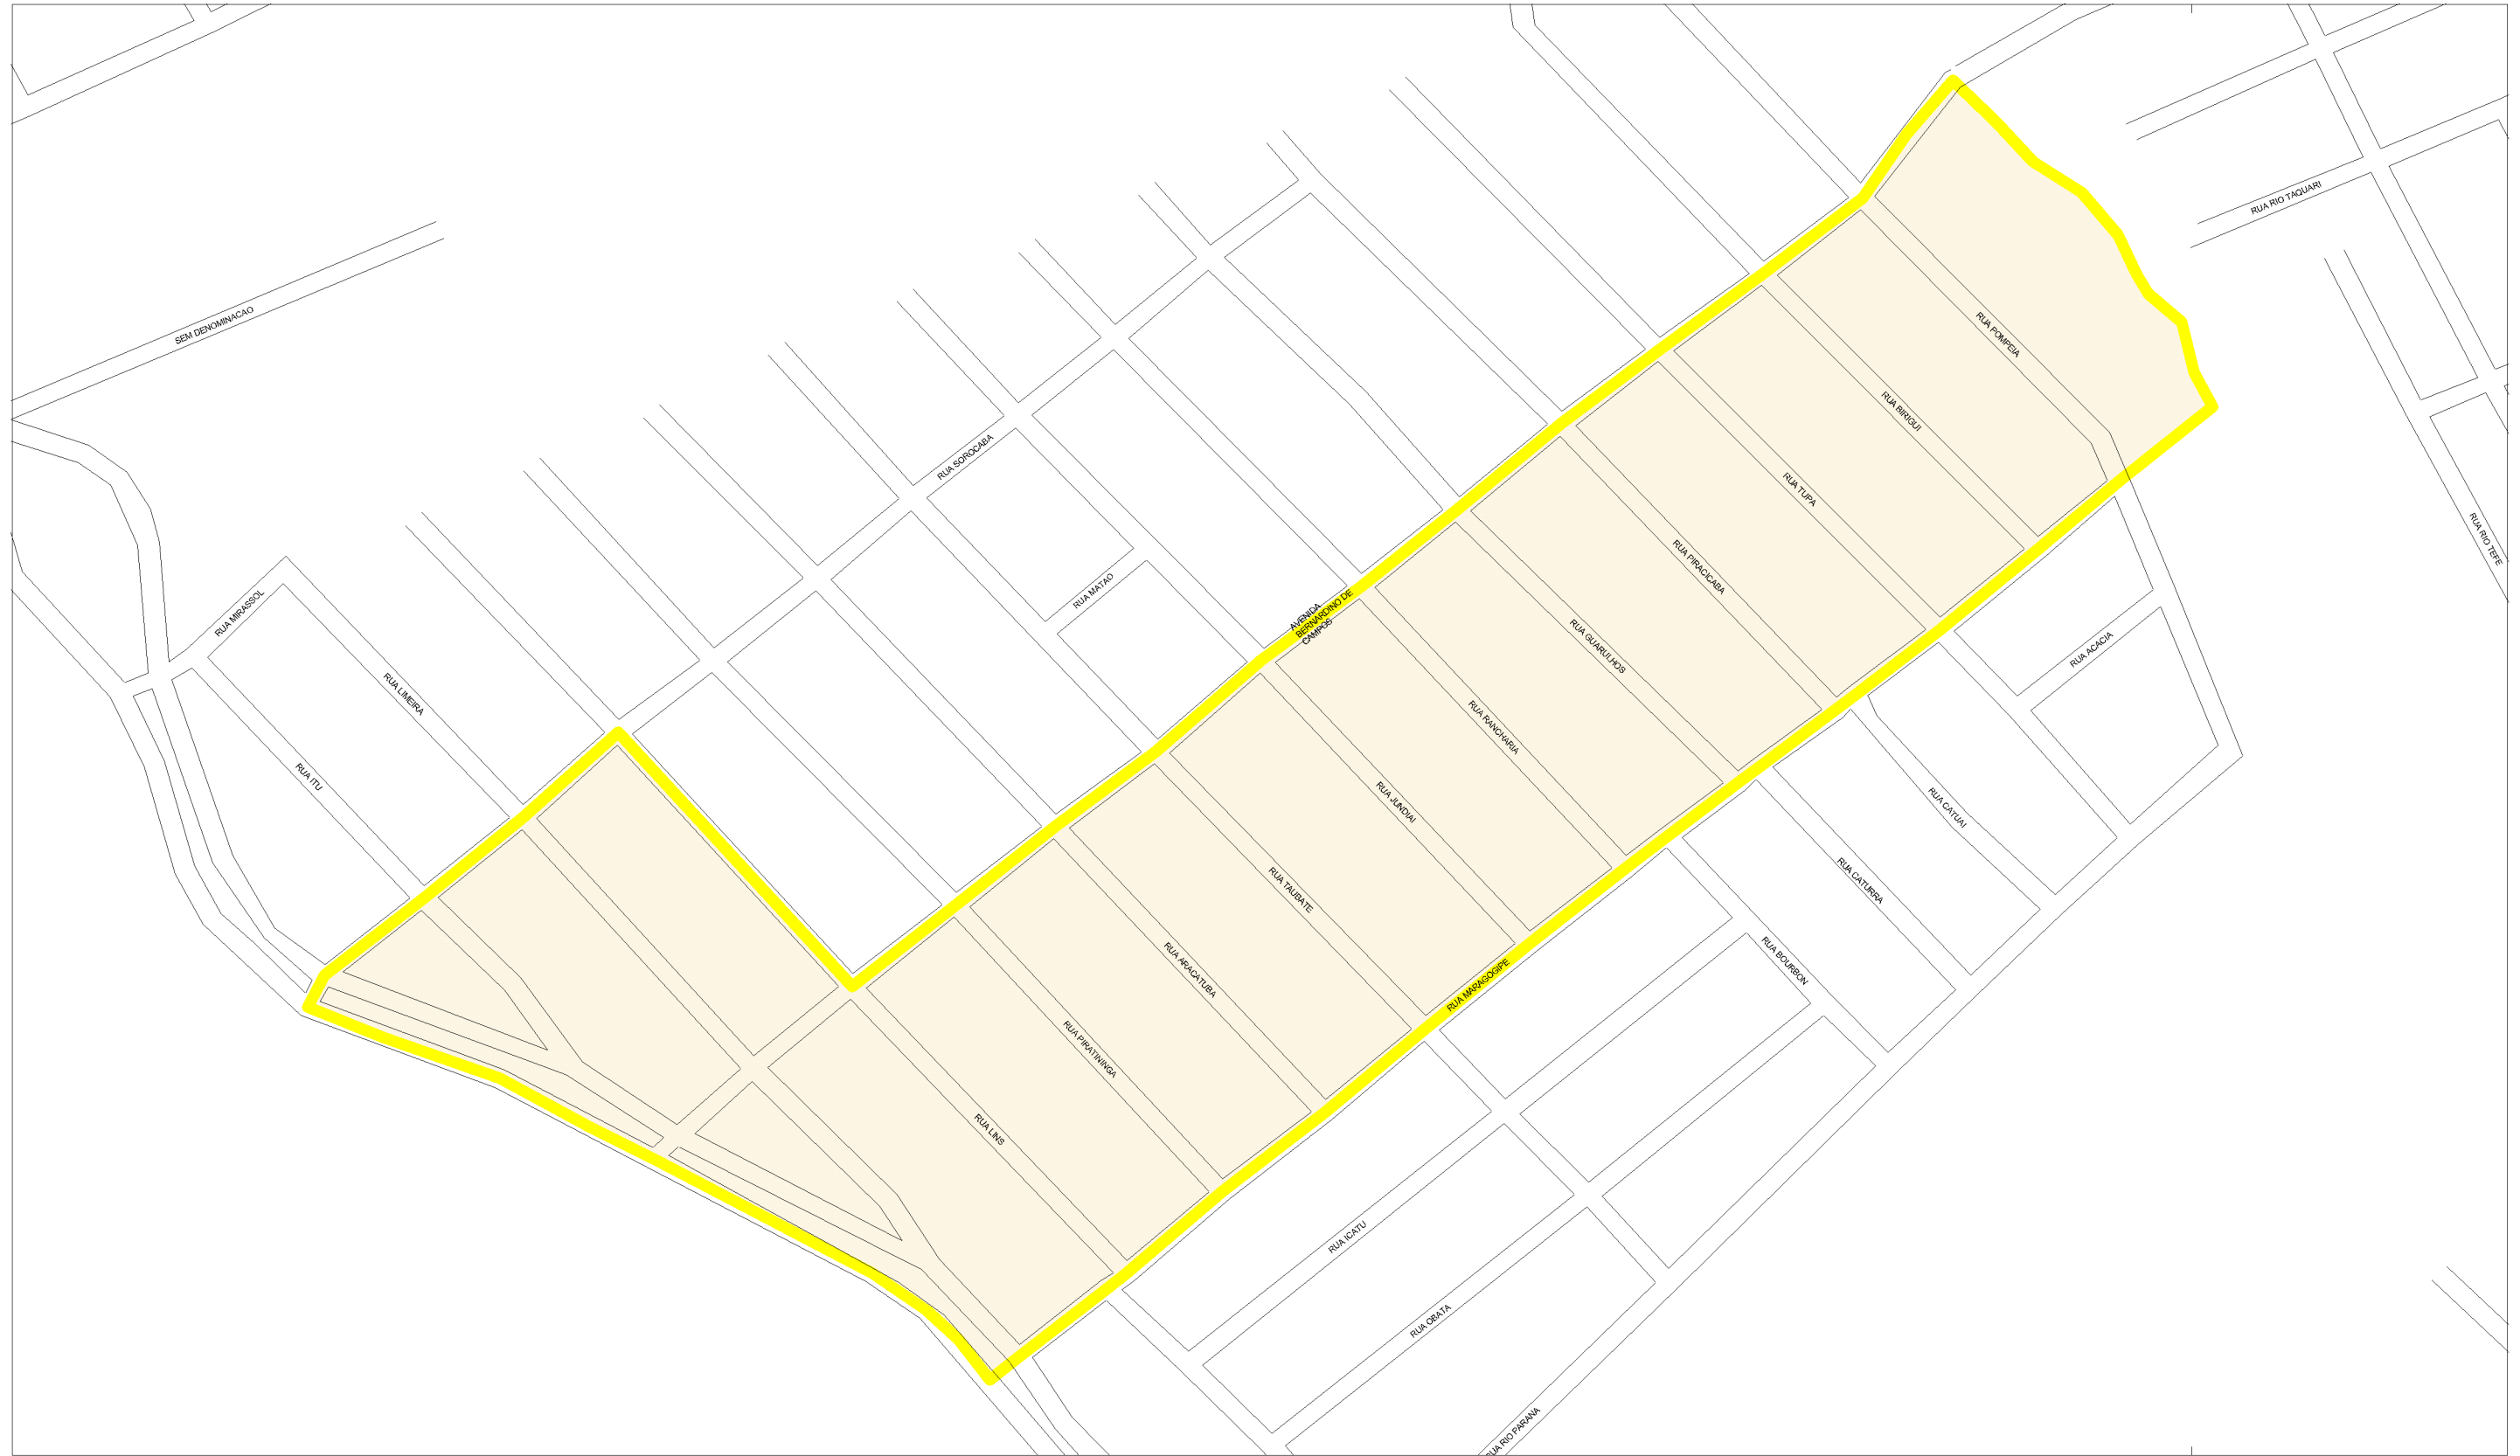 RUA RIO TAQUARI
SEM DENOMINACAO
RUA POMPEIA
RUA BIRIGUI
RUA SOROCABA
RUA TUPA
RUA RIO TEFE
RUA PIRACICABA
RUA MATAO
RUA MIRASSOL
AVENIDA
BERNARDINO DE
CAMPOS
RUA GUARULHOS
RUA ACACIA
RUA LIMEIRA
RUA RANCHARIA
RUA ITU
RUA JUNDIAI
RUA CATUAI
RUA CATURRA
RUA TAUBATE
RUA BOURBON
RUA ARACATUBA
RUA MARAGOGIPE
RUA PIRATININGA
RUA LINS
RUA ICATU
RUA OBATA
RUA RIO PARANA